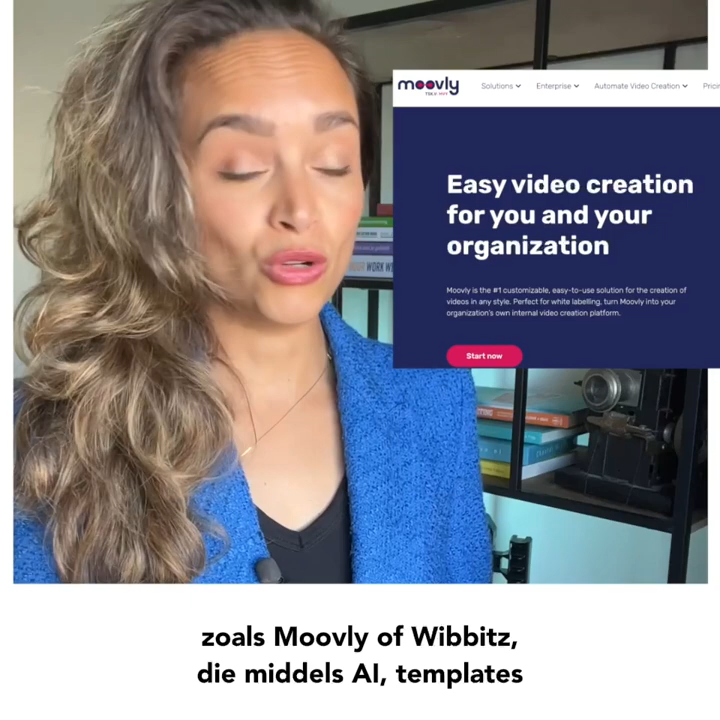 moovly
Solutions
Enterprise
Automate Video Creation
Easy video creation
for you and your
organization
Moovly is the #1 customizable, easy-to-use solution for the creation of
videos in any style. Perfect for white labelling, turn Moovly into your
organization's own internal video creation platform.
Start now
WORK
zoals Moovly of Wibbitz,
die middels AI, templates